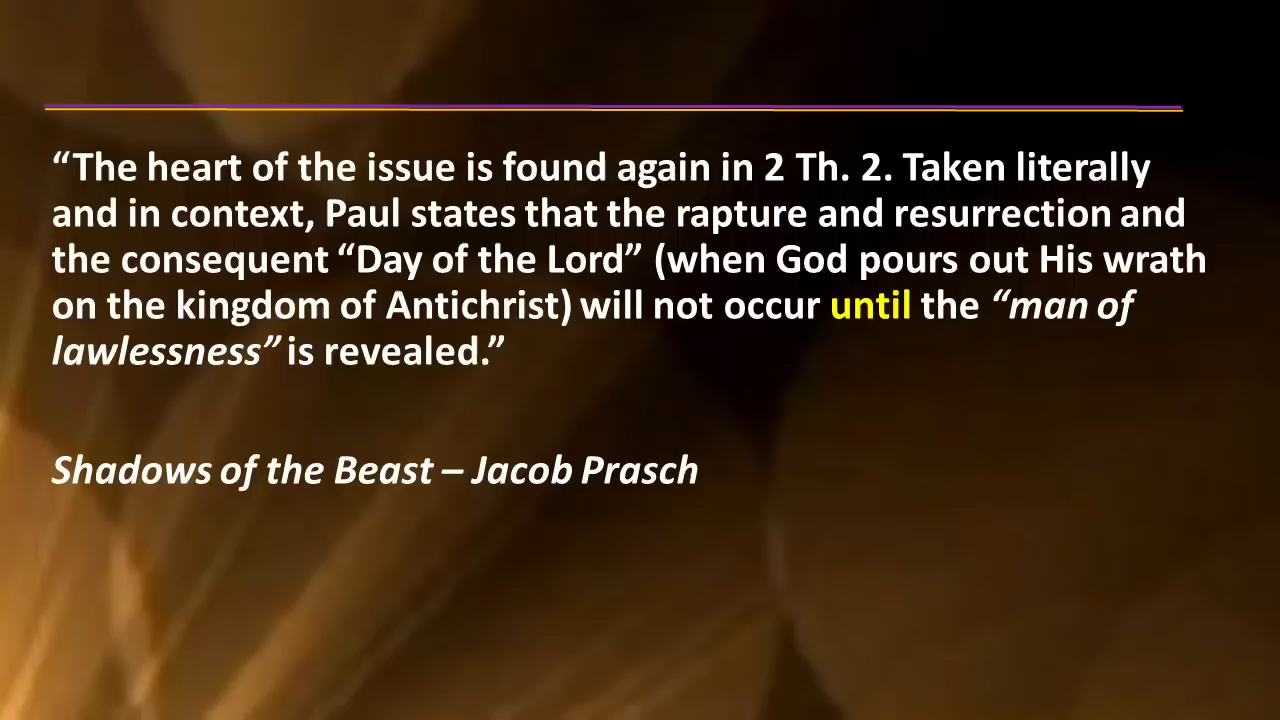 “The heart of the issue is found again in 2 Th. 2. Taken literally
and in context, Paul states that the rapture and resurrection and
the consequent “Day of the Lord” (when God pours out His wrath
on the kingdom of Antichrist) will not occur until the “man of
lawlessness” is revealed.”
Shadows of the Beast – Jacob Prasch